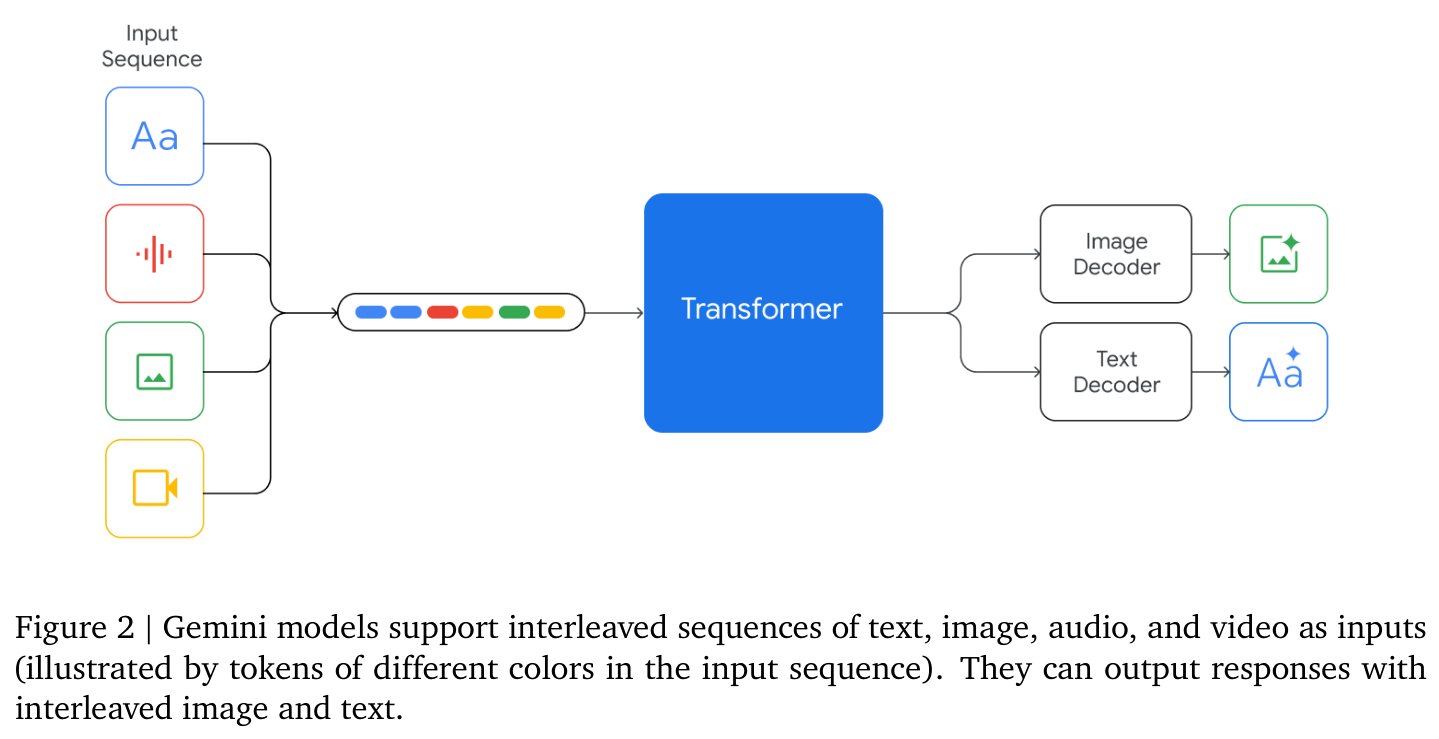 Input
Sequence
Aa
Transformer
Image
Decoder
Text
Decoder
Aa
Figure 2 | Gemini models support interleaved sequences of text, image, audio, and video as inputs
(illustrated by tokens of different colors in the input sequence). They can output responses with
interleaved image and text.